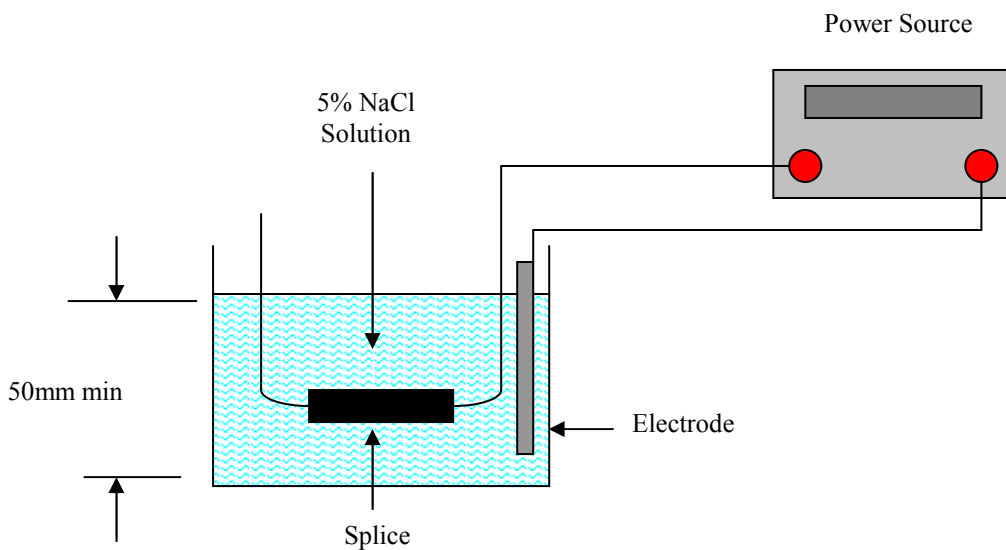 Power Source
5% NaCl
Solution
50mm min
Electrode
Splice